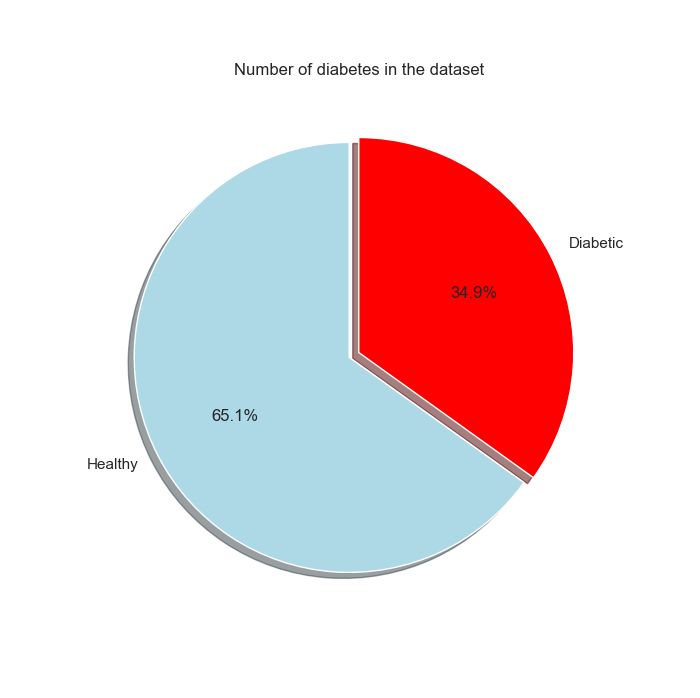 Number of diabetes in the dataset
Diabetic
34.9%
65.1%
Healthy